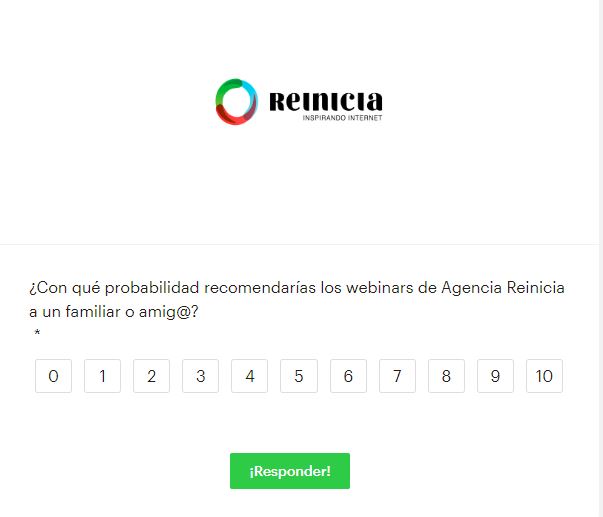 REINICIA
INSPIRANDO INTERNET
¿Con qué probabilidad recomendarías los webinars de Agencia Reinicia
a un familiar o amig@?
*
0 1 2 3 4 5 6 7 8 9 10
¡Responder!